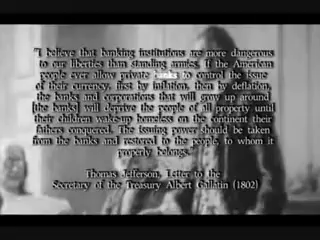 "I believe that banking institutions are more dangerous
to our liberties than standing armies. If the American
people ever allow private banks to control the issue
of their currency, first by inflation, then by deflation,
the banks and corporations that will grow up around
[the banks] will deprive the people of all property until
their children wake-up homeless on the continent their
fathers conquered. The issuing power should be taken
from the banks and restored to the people, to whom it
properly belongs."
Thomas Jefferson, Letter to the
Secretary of the Treasury Albert Gallatin (1802)